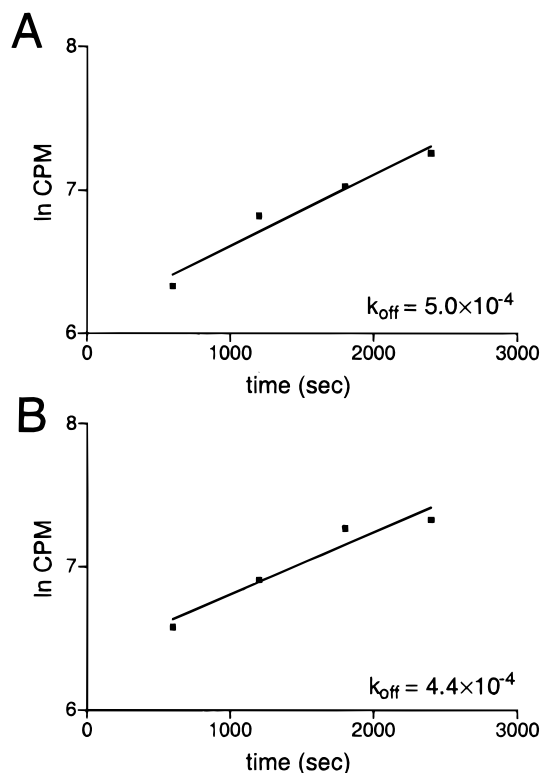 A
8
7
6
ln CPM
k_off = 5.0×10^-4
0 1000 2000 3000
time (sec)
B
8
7
6
ln CPM
k_off = 4.4×10^-4
0 1000 2000 3000
time (sec)